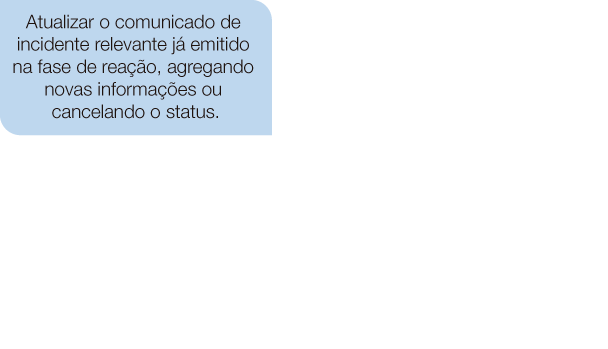 Atualizar o comunicado de
incidente relevante já emitido
na fase de reação, agregando
novas informações ou
cancelando o status.